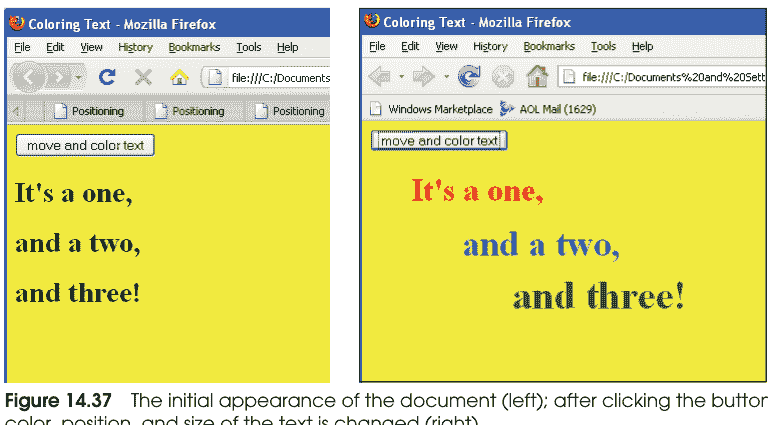 Coloring Text - Mozilla Firefox
File Edit View History Bookmarks Tools Help
file:///C:/Documents
Positioning Positioning Positioning
move and color text
It's a one,
and a two,
and three!
Coloring Text - Mozilla Firefox
File Edit View History Bookmarks Tools Help
file:///C:/Documents%20and%20Sett
Windows Marketplace AOL Mail (1629)
move and color text
It's a one,
and a two,
and three!
Figure 14.37 The initial appearance of the document (left); after clicking the button
color, position, and size of the text is changed (right)